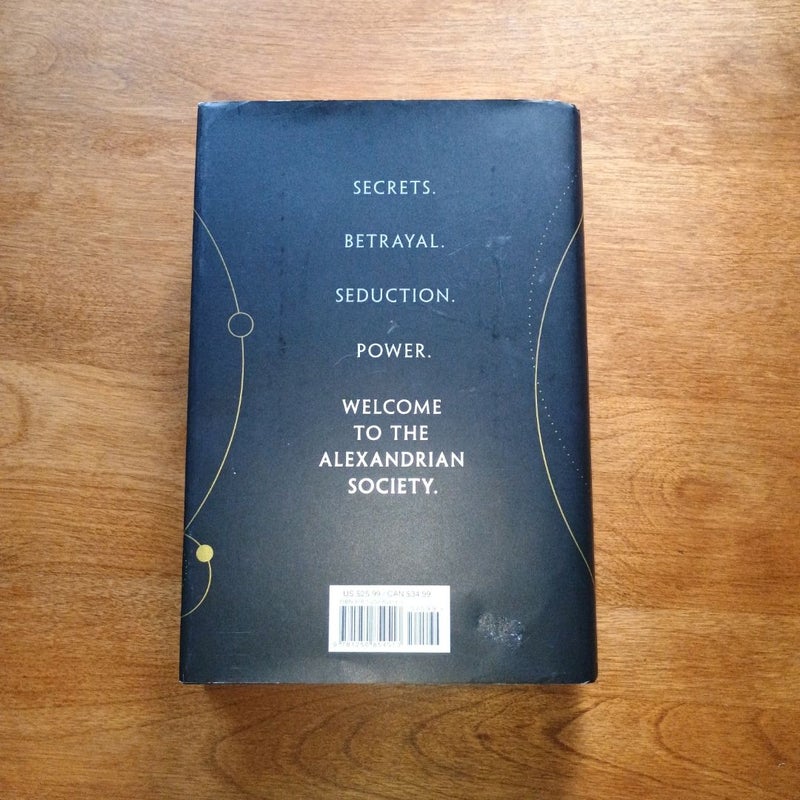 SECRETS.
BETRAYAL.
SEDUCTION.
POWER.
WELCOME
TO THE
ALEXANDRIAN
SOCIETY.
US $25.99 / CAN $34.99